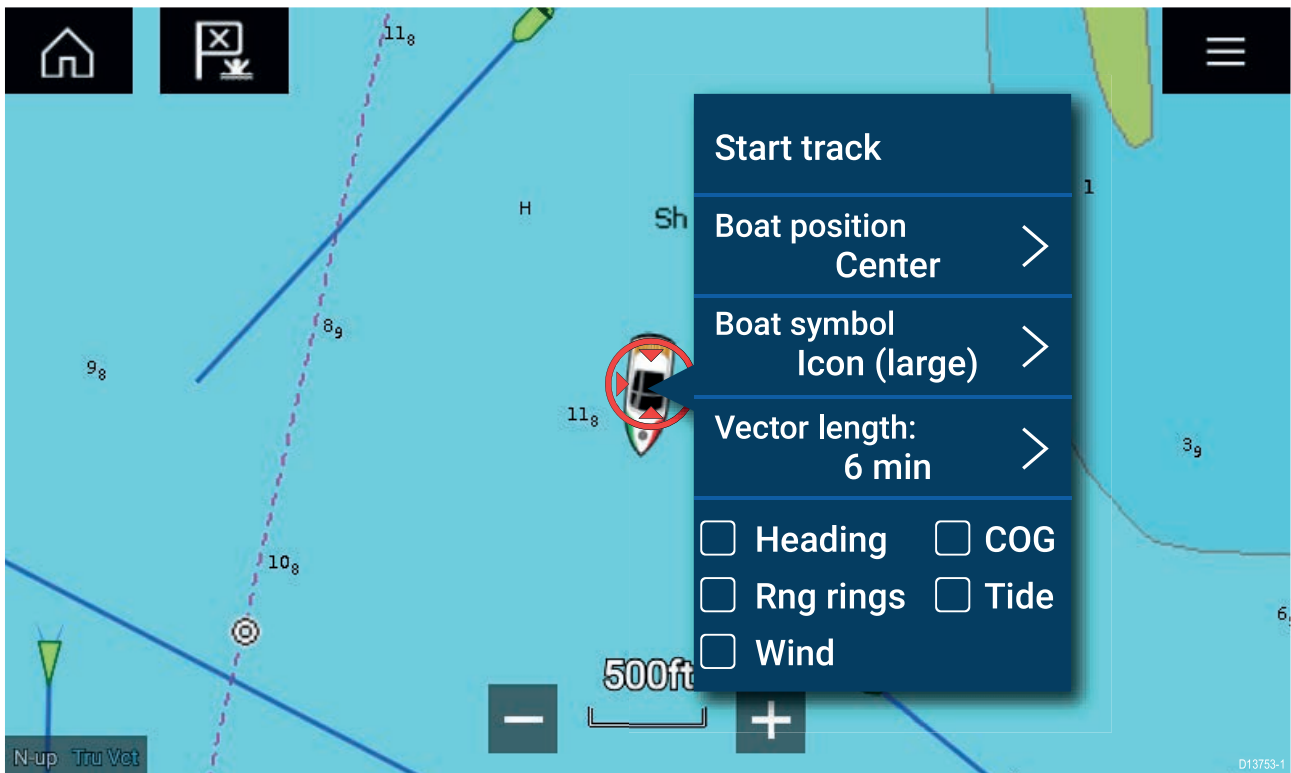 11₈
Start track
1
Boat position
Center
H
Sh
Boat symbol
Icon (large)
8₉
9₈
11₈
Vector length:
6 min
3₉
Heading
COG
10₈
Rng rings
Tide
6
Wind
500ft
N-up Tru Vct
D13753-1